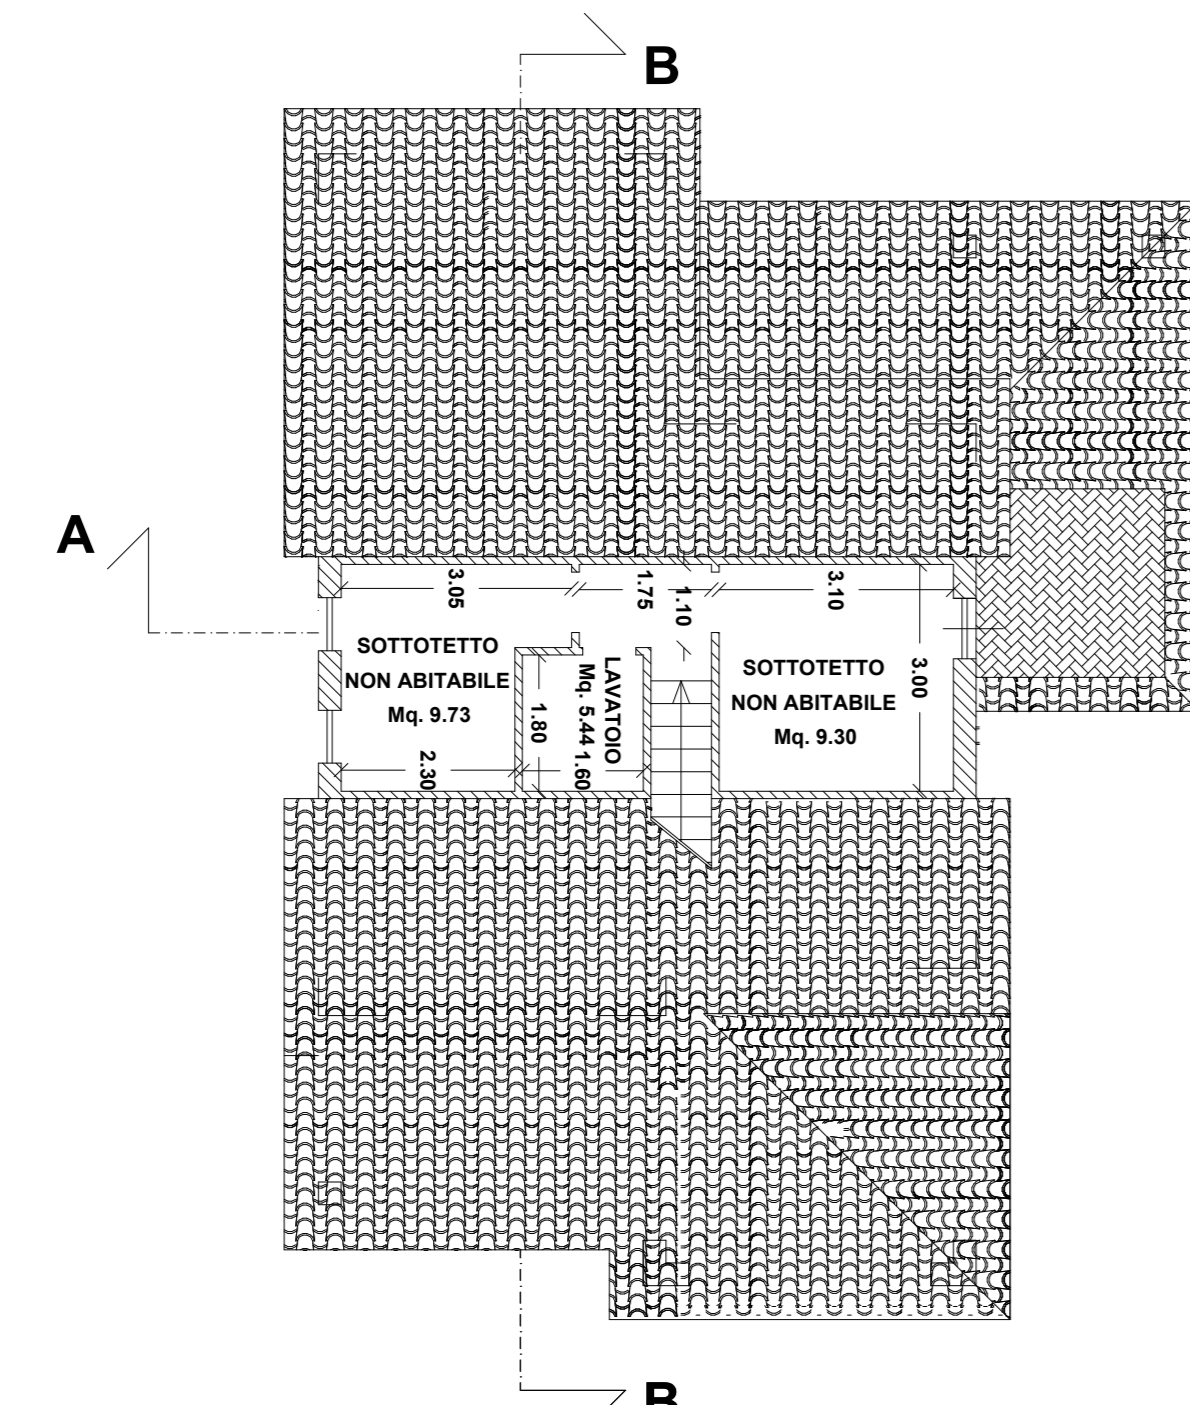 B
A
3.05
1.75
1.10
3.10
SOTTOTETTO
NON ABITABILE
Mq. 9.73
LAVATOIO
Mq. 5.44
SOTTOTETTO
NON ABITABILE
Mq. 9.30
3.00
1.80
2.30
1.60
B